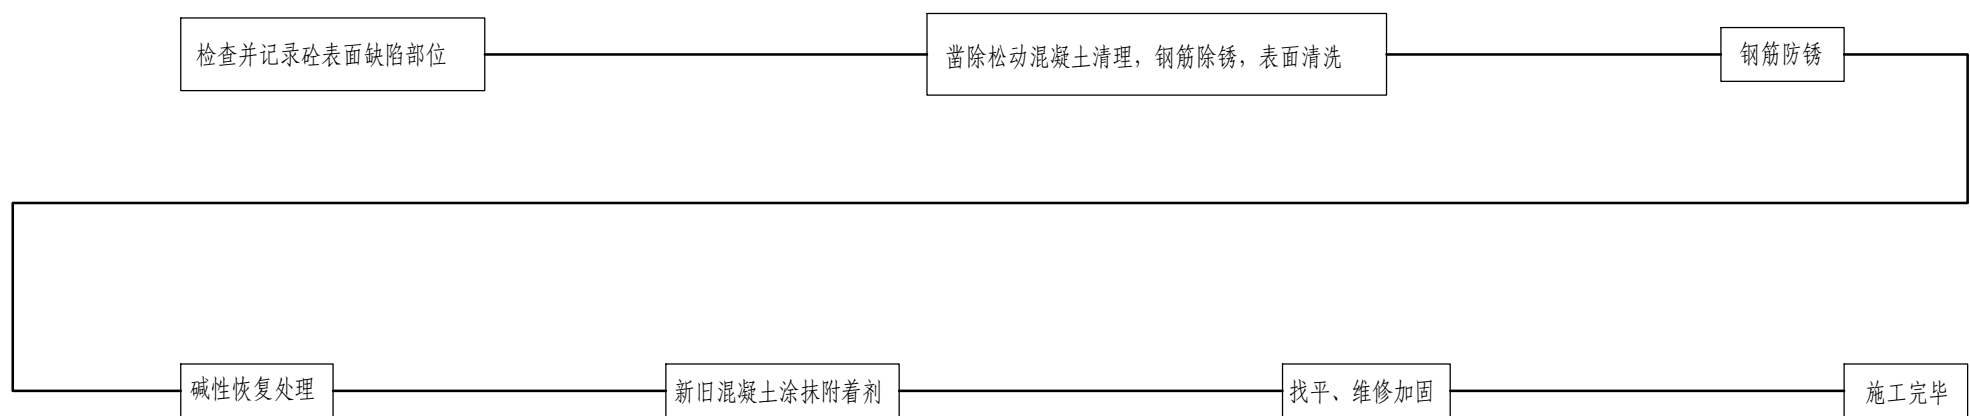 检查并记录砼表面缺陷部位
凿除松动混凝土清理，钢筋除锈，表面清洗
钢筋防锈
碱性恢复处理
新旧混凝土涂抹附着剂
找平、维修加固
施工完毕